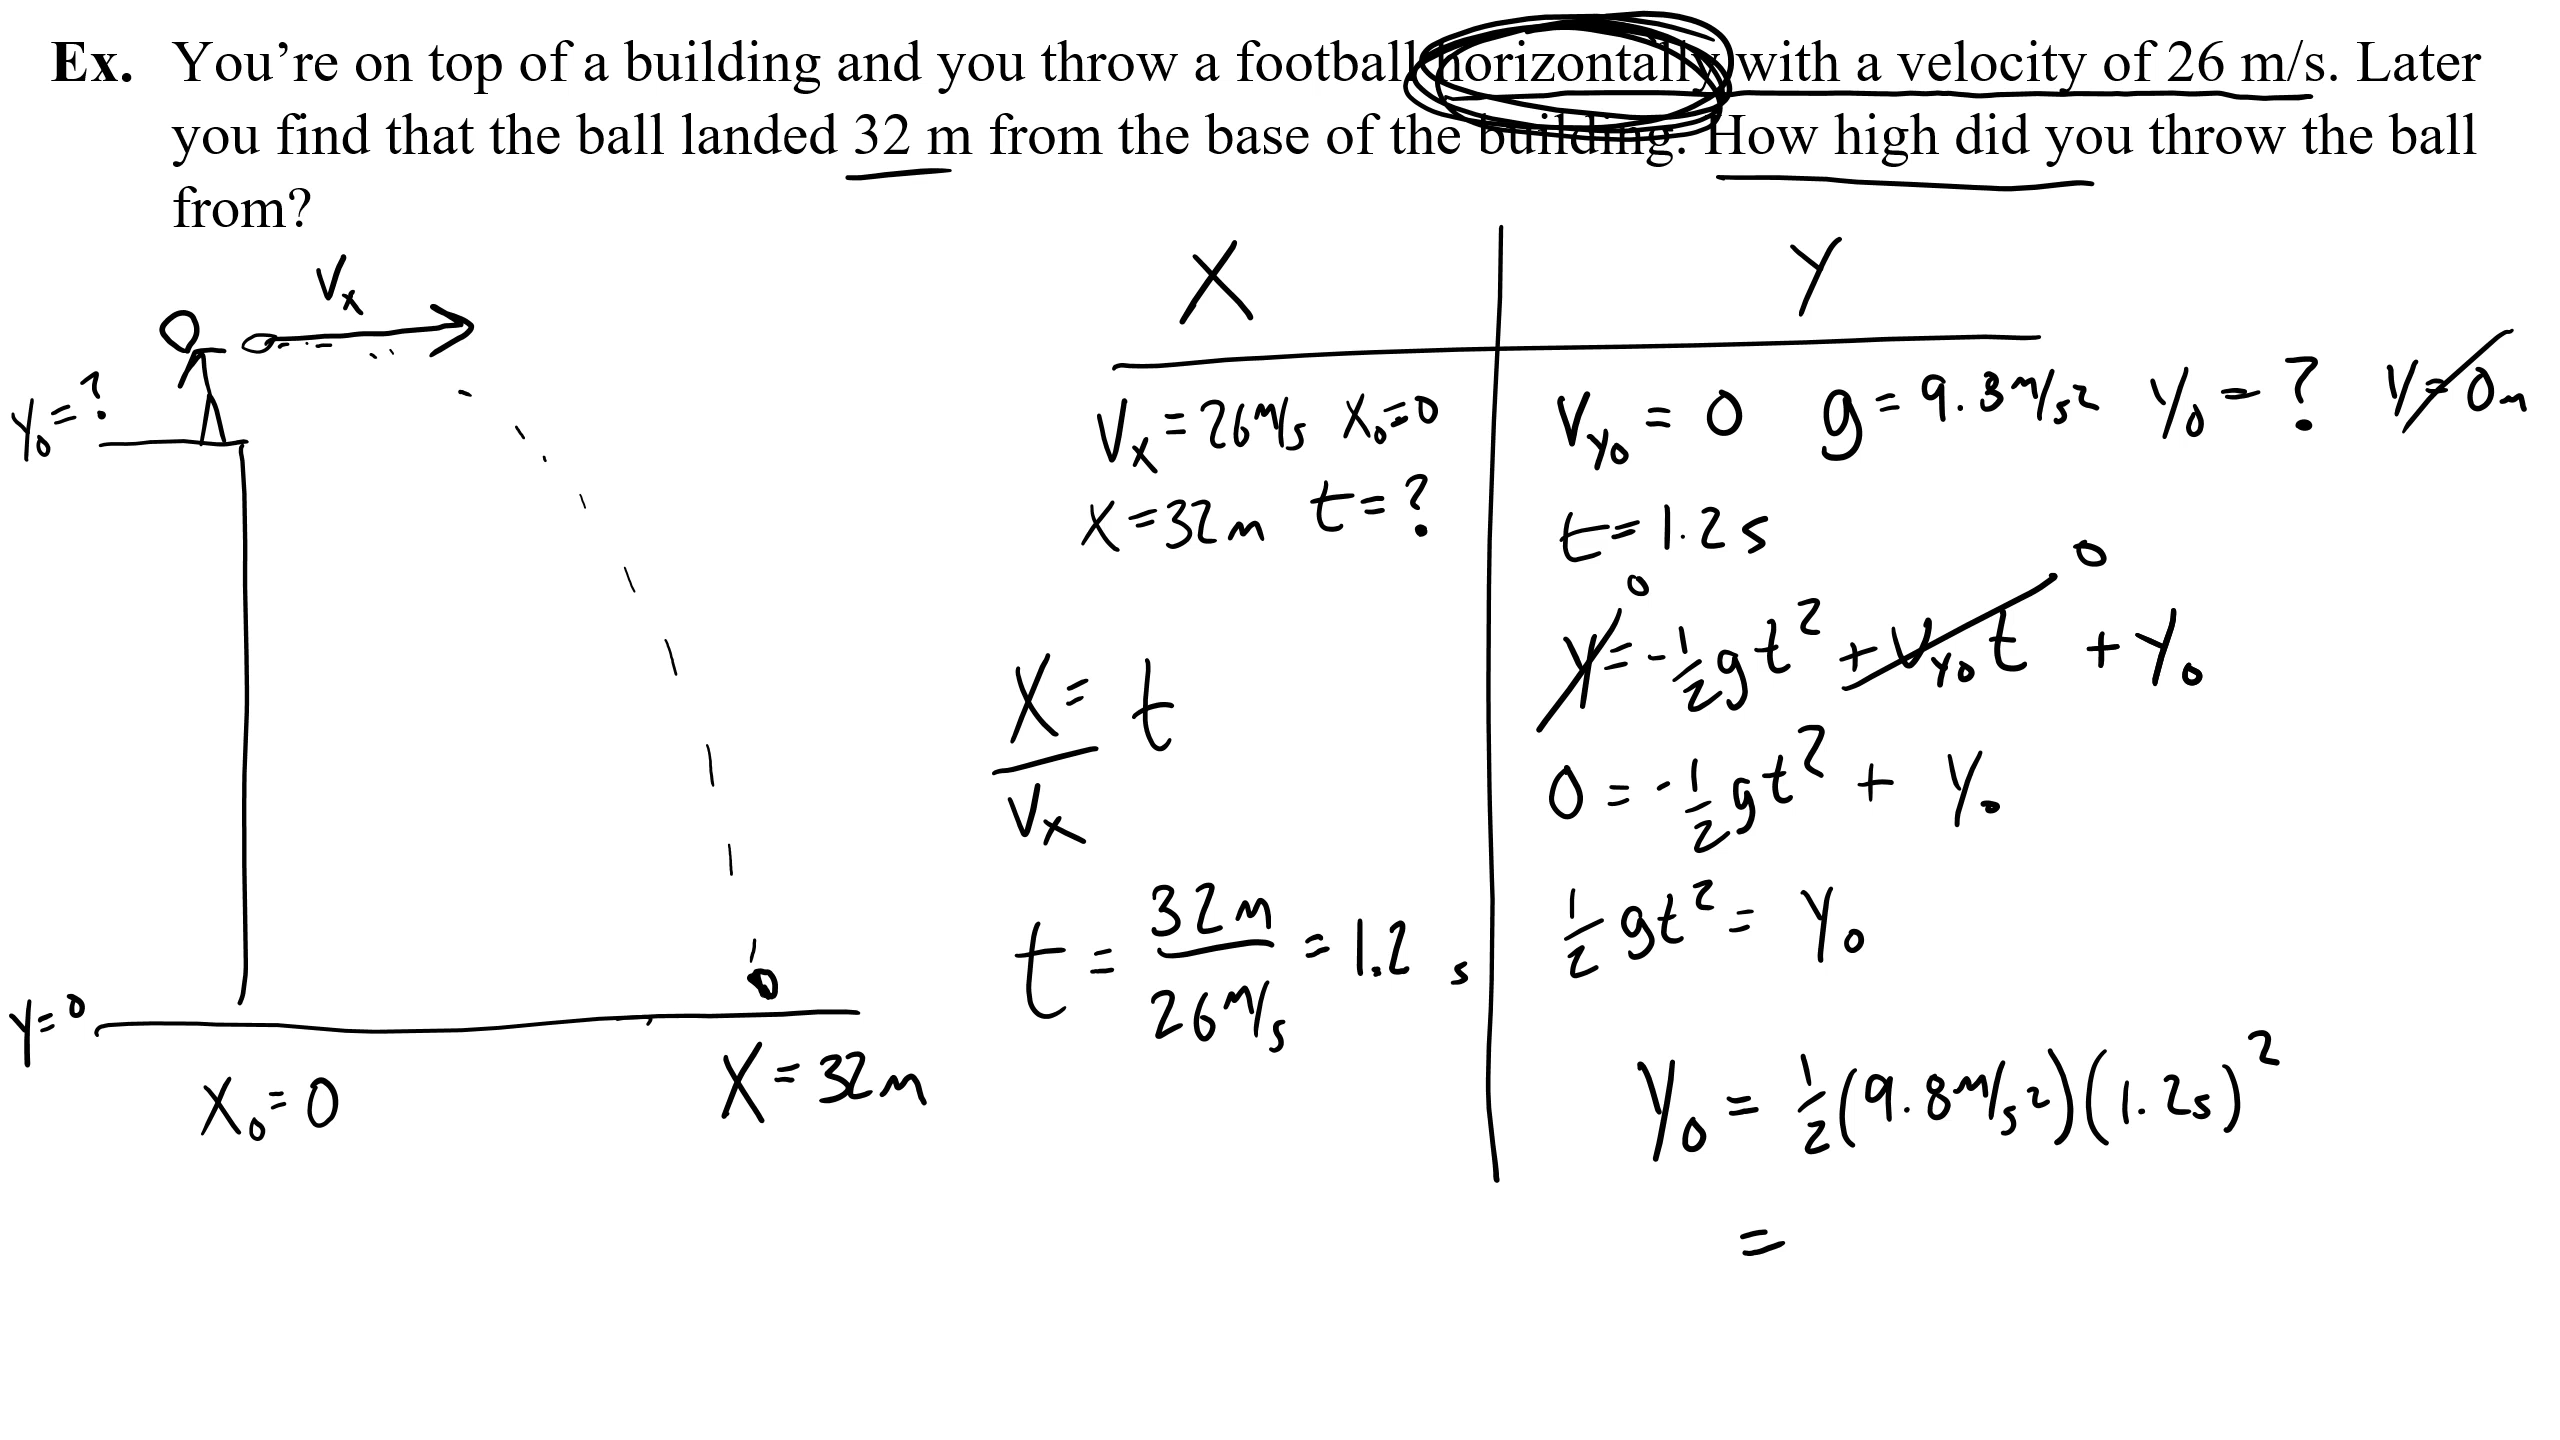 Ex. You’re on top of a building and you throw a football horizontally with a velocity of 26 m/s. Later
you find that the ball landed 32 m from the base of the building. How high did you throw the ball
from?
Vx
Y₀=?
Y=0
X₀=0
X=32m
X
Vx=26m/s X₀=0
X=32m t=?
X/Vx = t
t = 32m/26m/s = 1.2 s
Y
Vy₀ = 0 g=9.8m/s² Y₀=? Y=0m
t=1.2s
0 0
Y=-½gt² + Vy₀t + Y₀
0 = -½gt² + Y₀
½gt² = Y₀
Y₀ = ½(9.8m/s²)(1.2s)²
=